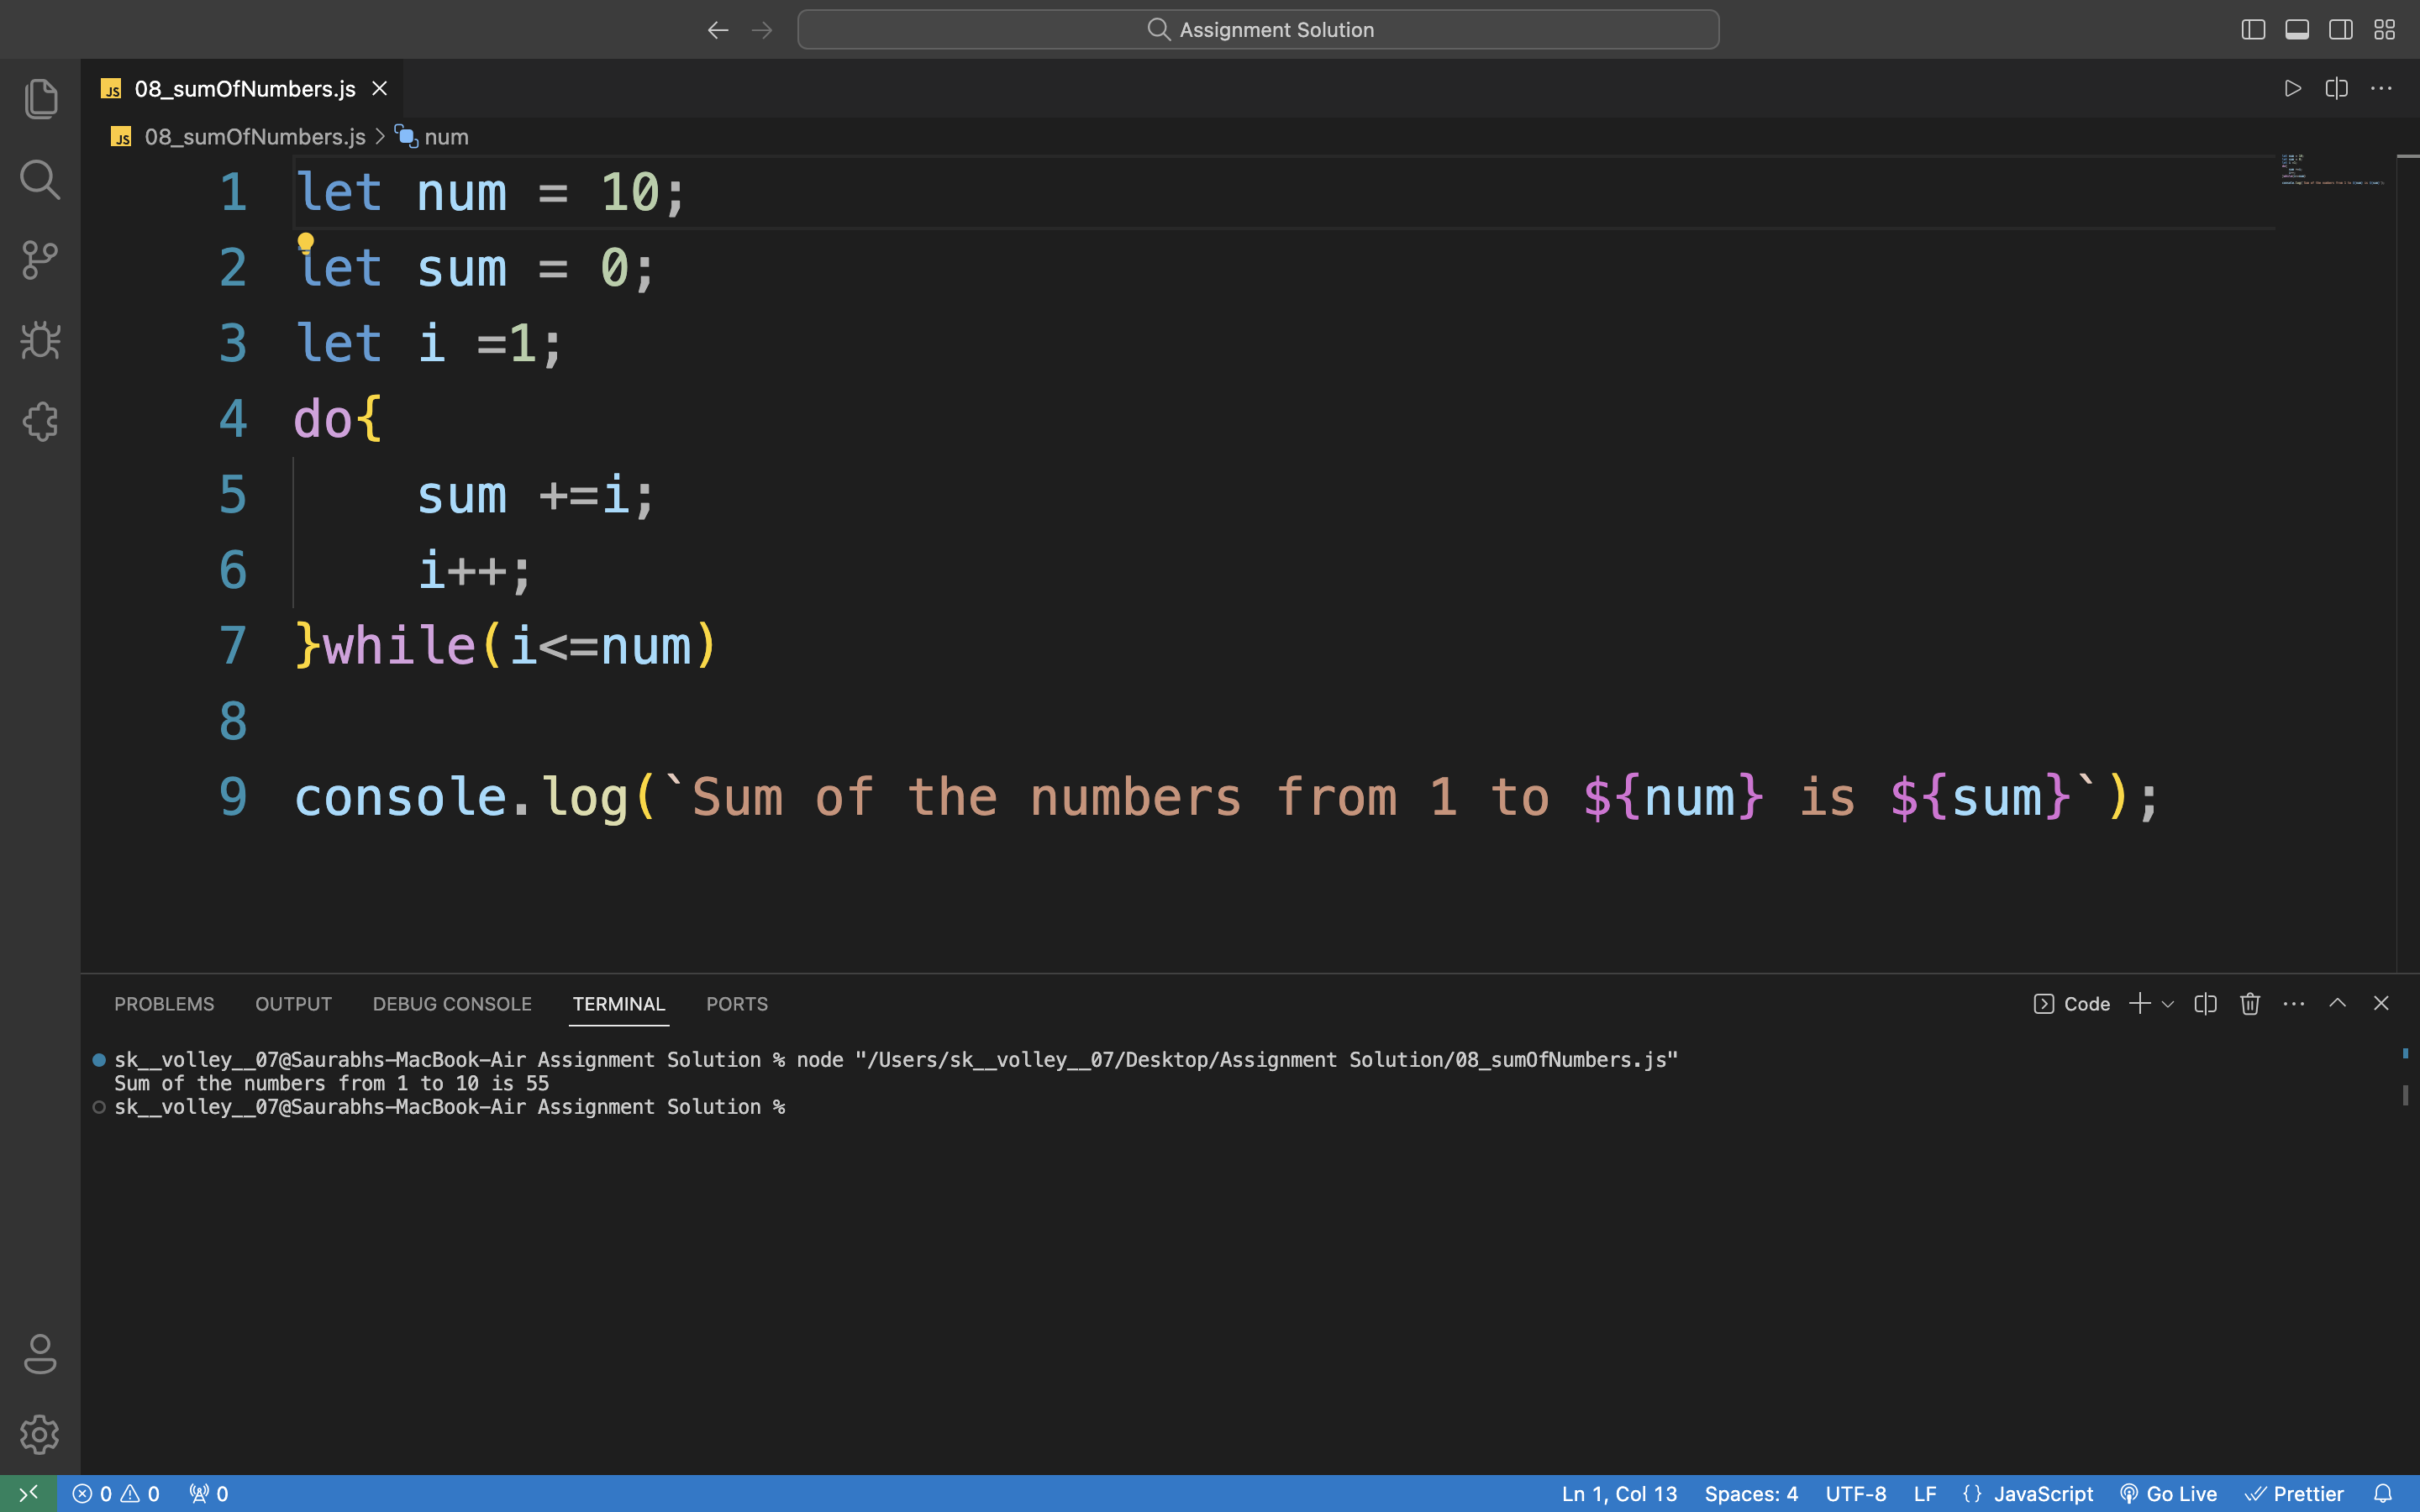 Assignment Solution
JS 08_sumOfNumbers.js
JS 08_sumOfNumbers.js > num
1 let num = 10;
2 let sum = 0;
3 let i =1;
4 do{
5     sum +=i;
6     i++;
7 }while(i<=num)
8
9 console.log(`Sum of the numbers from 1 to ${num} is ${sum}`);
PROBLEMS OUTPUT DEBUG CONSOLE TERMINAL PORTS Code
sk__volley__07@Saurabhs-MacBook-Air Assignment Solution % node "/Users/sk__volley__07/Desktop/Assignment Solution/08_sumOfNumbers.js"
Sum of the numbers from 1 to 10 is 55
sk__volley__07@Saurabhs-MacBook-Air Assignment Solution %
0 0 0 Ln 1, Col 13 Spaces: 4 UTF-8 LF {} JavaScript Go Live Prettier